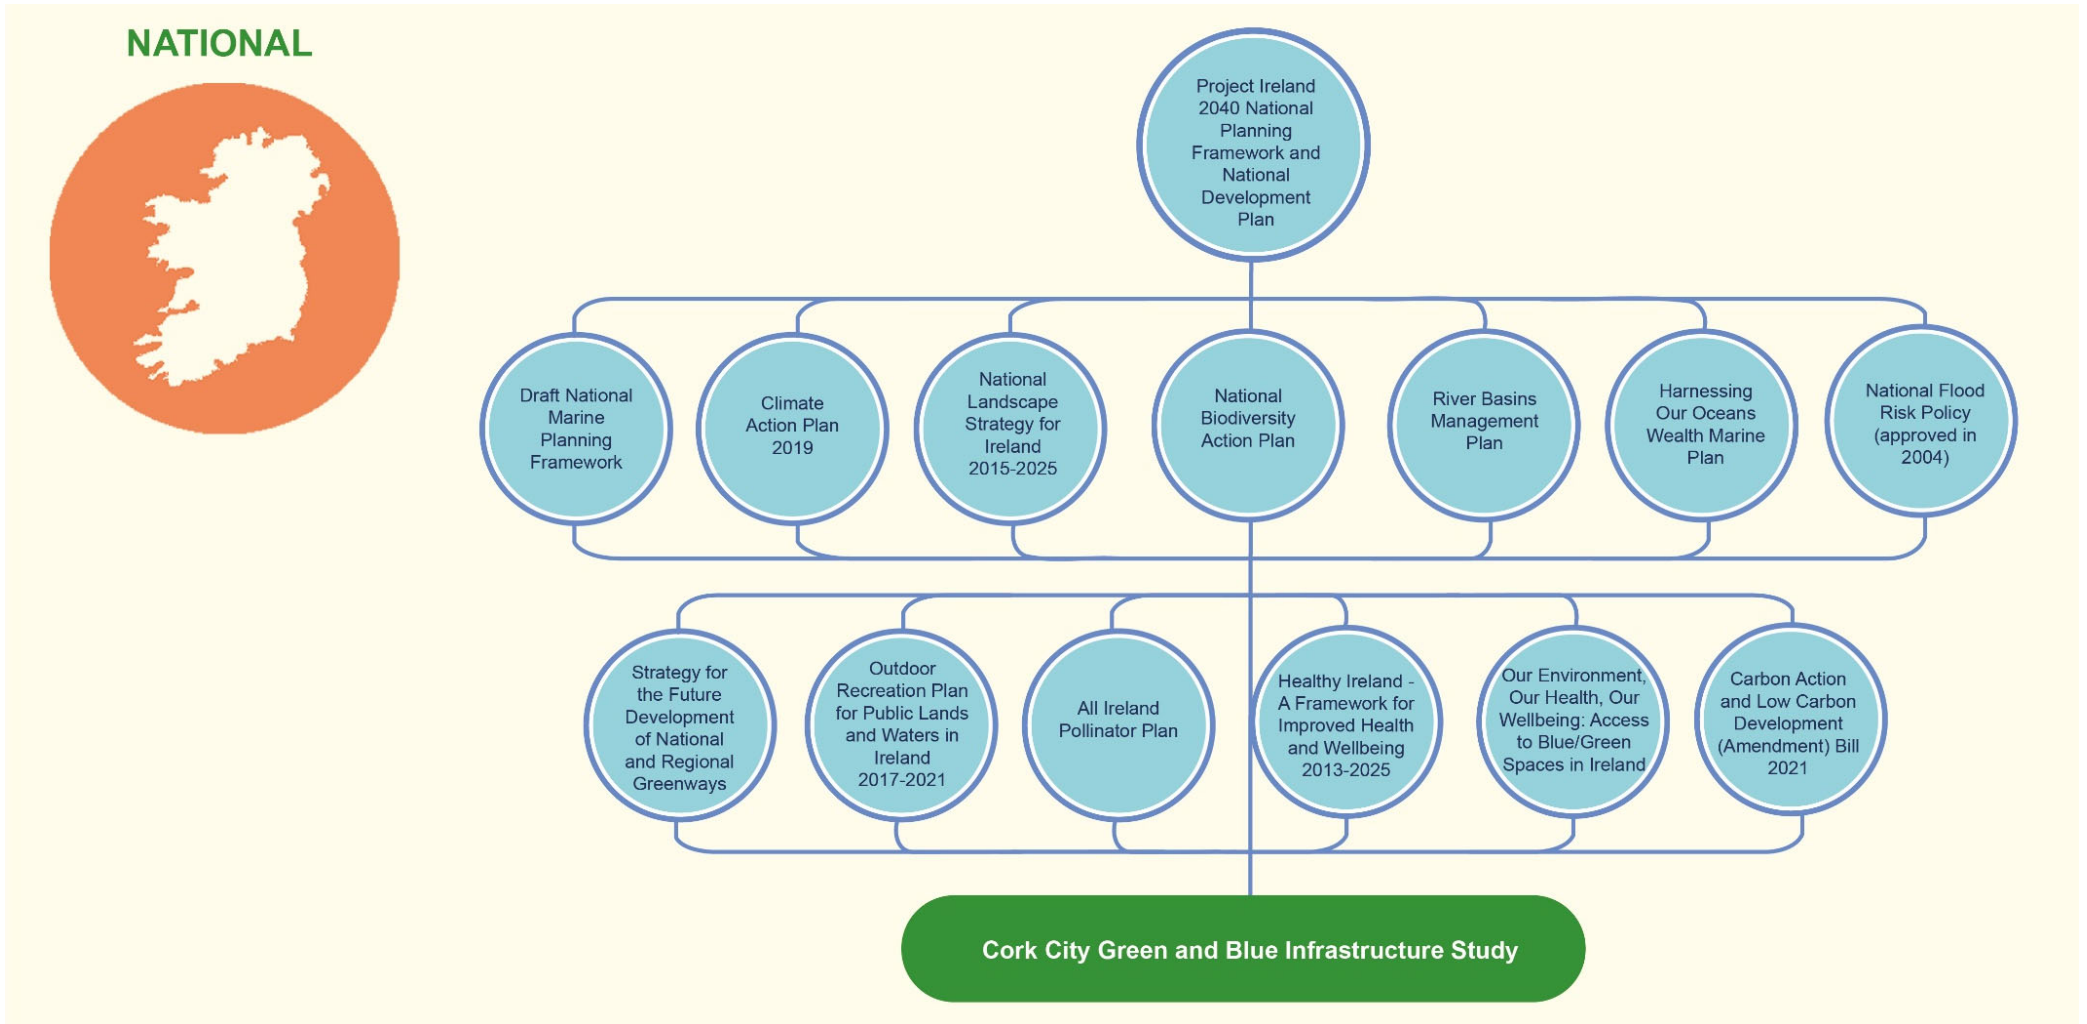 NATIONAL
Project Ireland
2040 National
Planning
Framework and
National
Development
Plan
Draft National
Marine
Planning
Framework
Climate
Action Plan
2019
National
Landscape
Strategy for
Ireland
2015-2025
National
Biodiversity
Action Plan
River Basins
Management
Plan
Harnessing
Our Oceans
Wealth Marine
Plan
National Flood
Risk Policy
(approved in
2004)
Strategy for
the Future
Development
of National
and Regional
Greenways
Outdoor
Recreation Plan
for Public Lands
and Waters in
Ireland
2017-2021
All Ireland
Pollinator Plan
Healthy Ireland -
A Framework for
Improved Health
and Wellbeing
2013-2025
Our Environment,
Our Health, Our
Wellbeing: Access
to Blue/Green
Spaces in Ireland
Carbon Action
and Low Carbon
Development
(Amendment) Bill
2021
Cork City Green and Blue Infrastructure Study